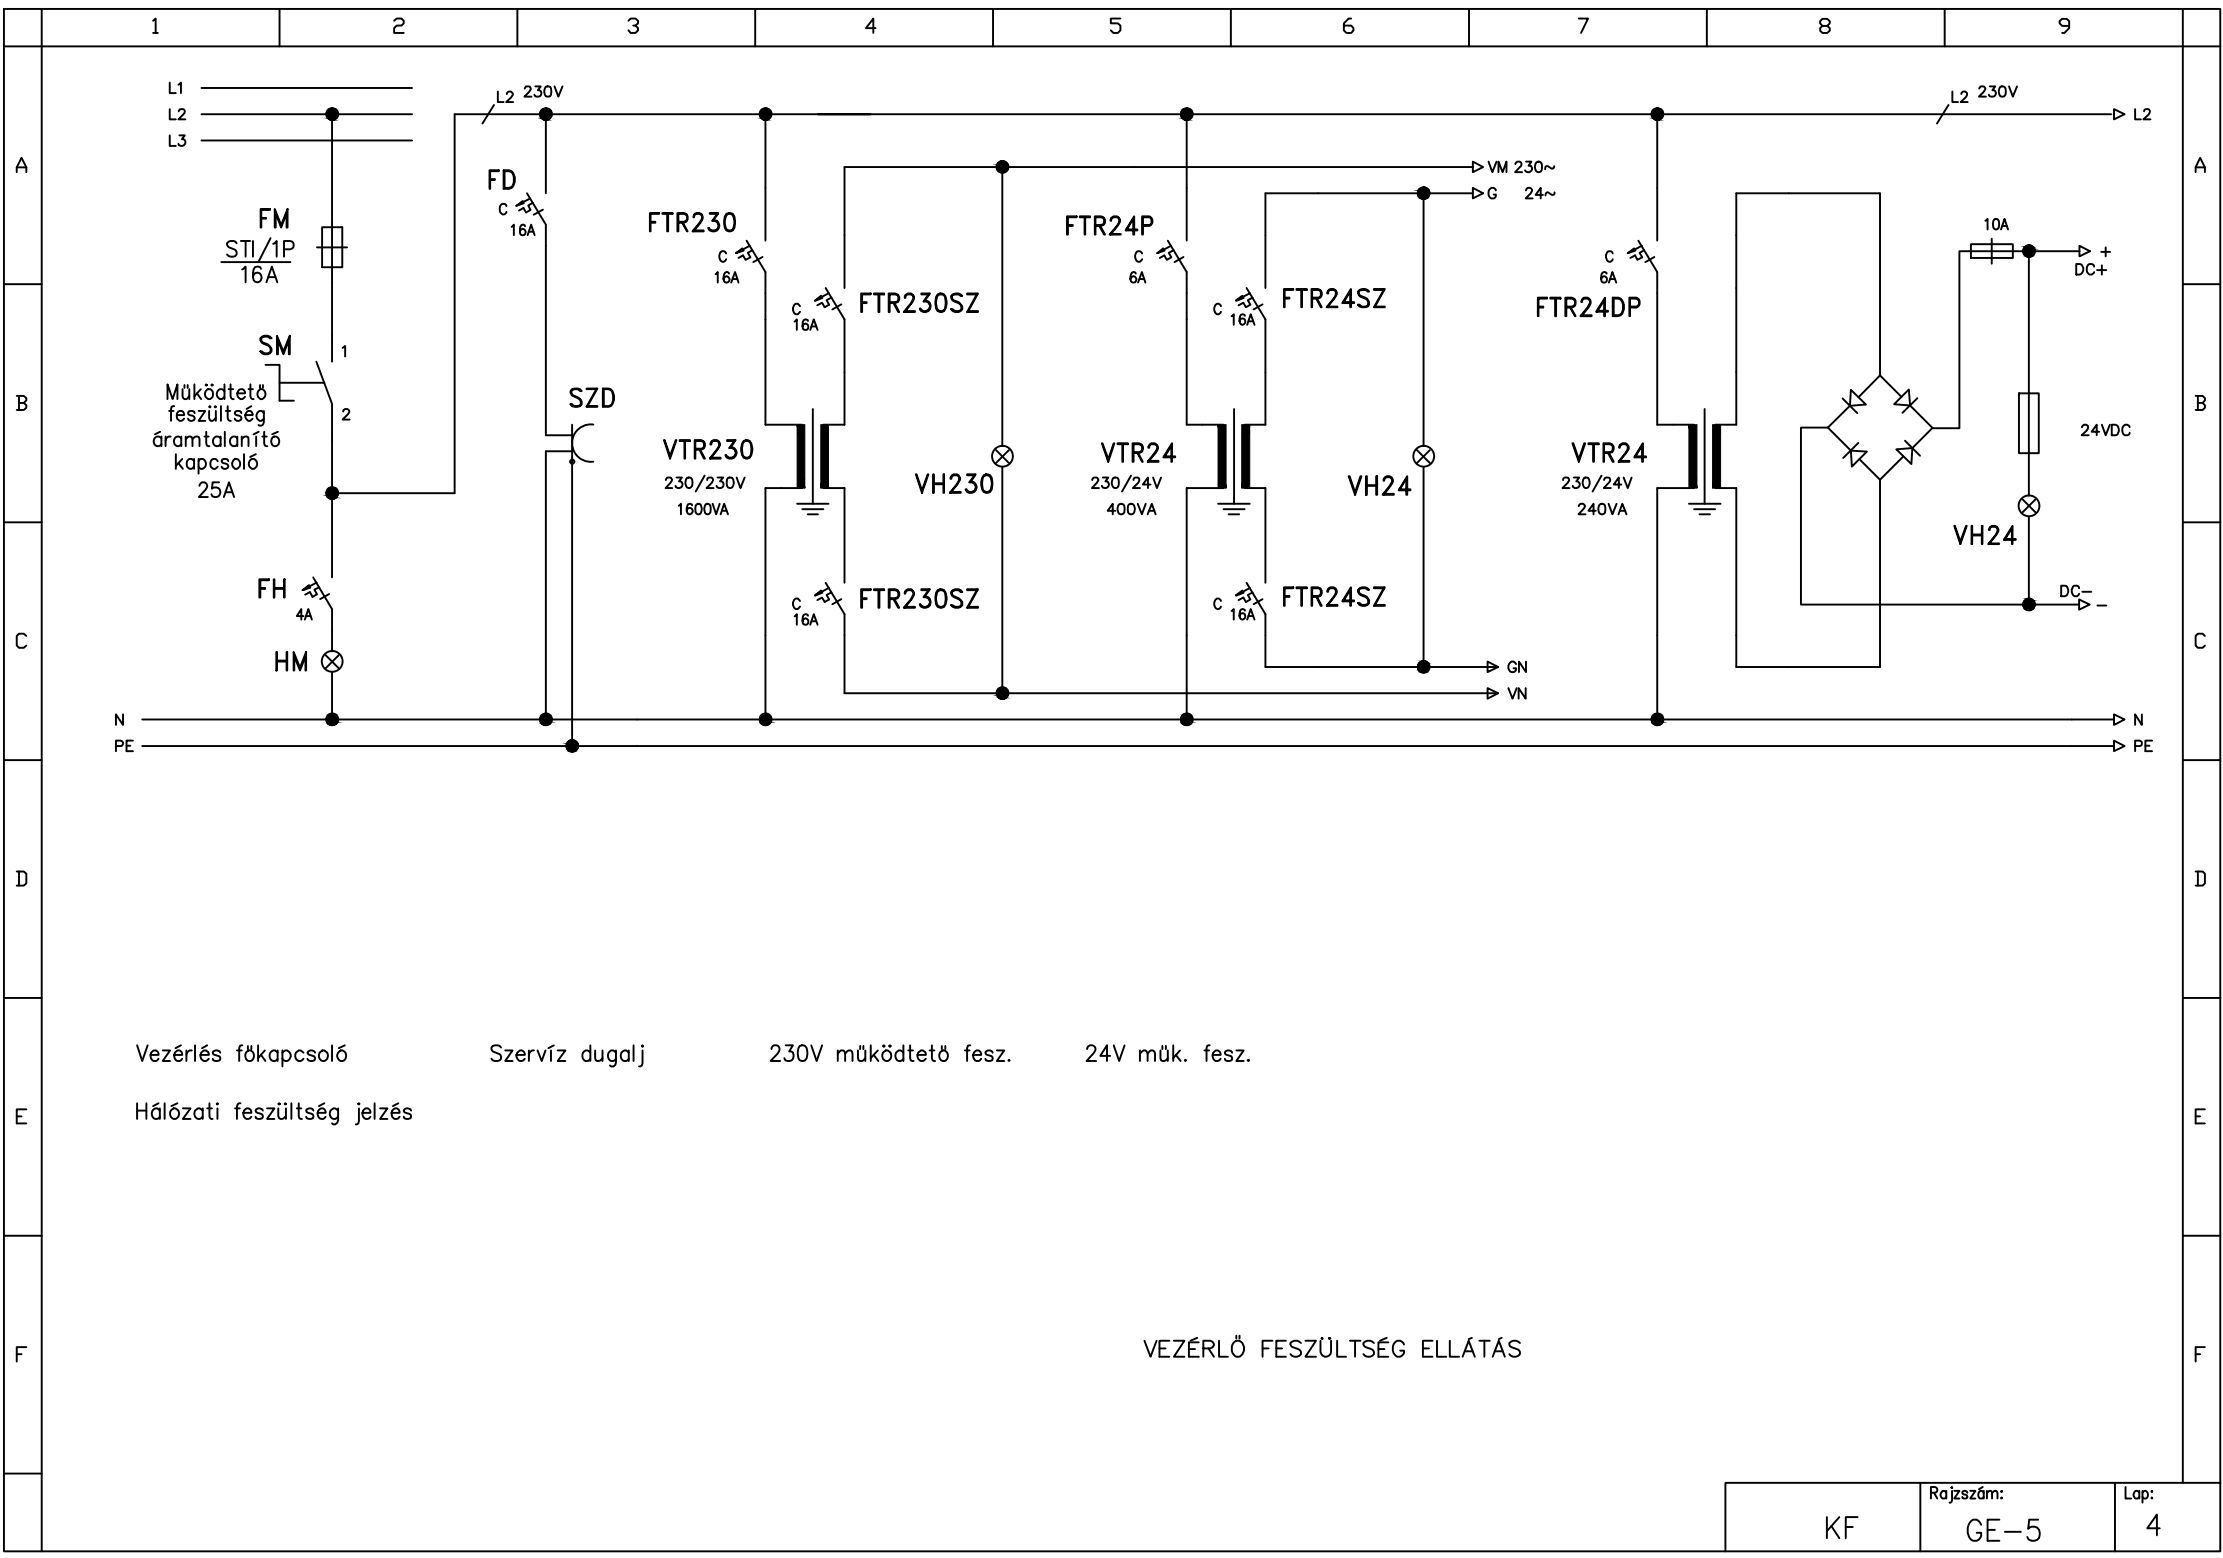 1 2 3 4 5 6 7 8 9
L1
L2
L3
L2 230V
L2 230V
L2
A
A
VM 230~
G 24~
FD
C
16A
FM
STI/1P
16A
FTR230
C
16A
FTR24P
C
6A
C
6A
FTR24DP
10A
+
DC+
C
16A
FTR230SZ
C
16A
FTR24SZ
SM
1
2
Működtető
feszültség
áramtalanító
kapcsoló
25A
B
B
SZD
VTR230
230/230V
1600VA
VH230
VTR24
230/24V
400VA
VH24
VTR24
230/24V
240VA
24VDC
VH24
FH
4A
HM
C
16A
FTR230SZ
C
16A
FTR24SZ
DC−
−
C
C
GN
VN
N
N
PE
PE
D
D
Vezérlés főkapcsoló
Szervíz dugalj
230V működtető fesz.
24V műk. fesz.
Hálózati feszültség jelzés
E
E
VEZÉRLŐ FESZÜLTSÉG ELLÁTÁS
F
F
KF
Rajzszám:
GE−5
Lap:
4